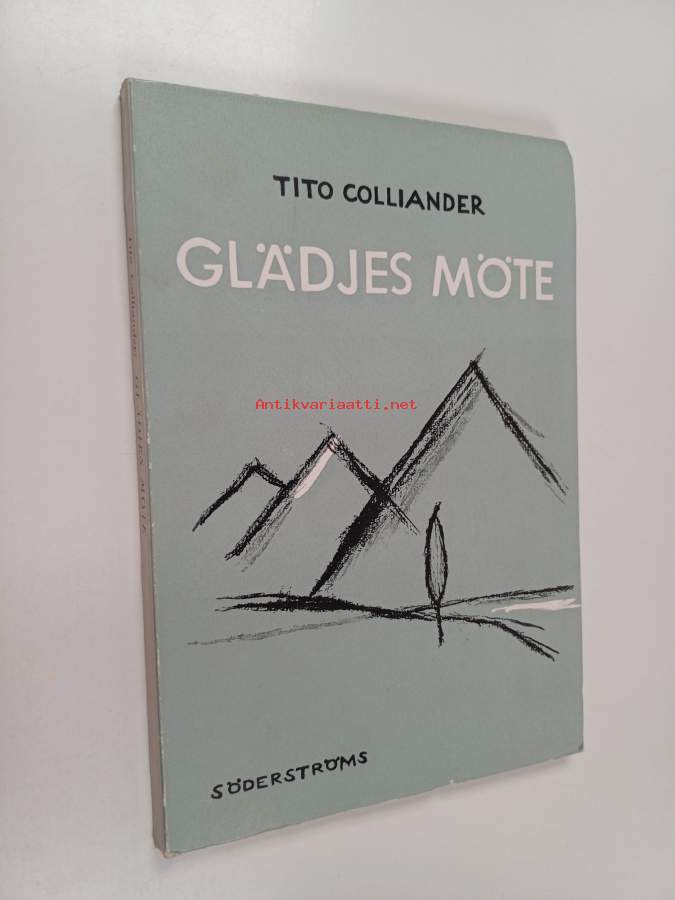 TITO COLLIANDER
GLÄDJES MÖTE
Antikvariaatti.net
SÖDERSTRÖMS